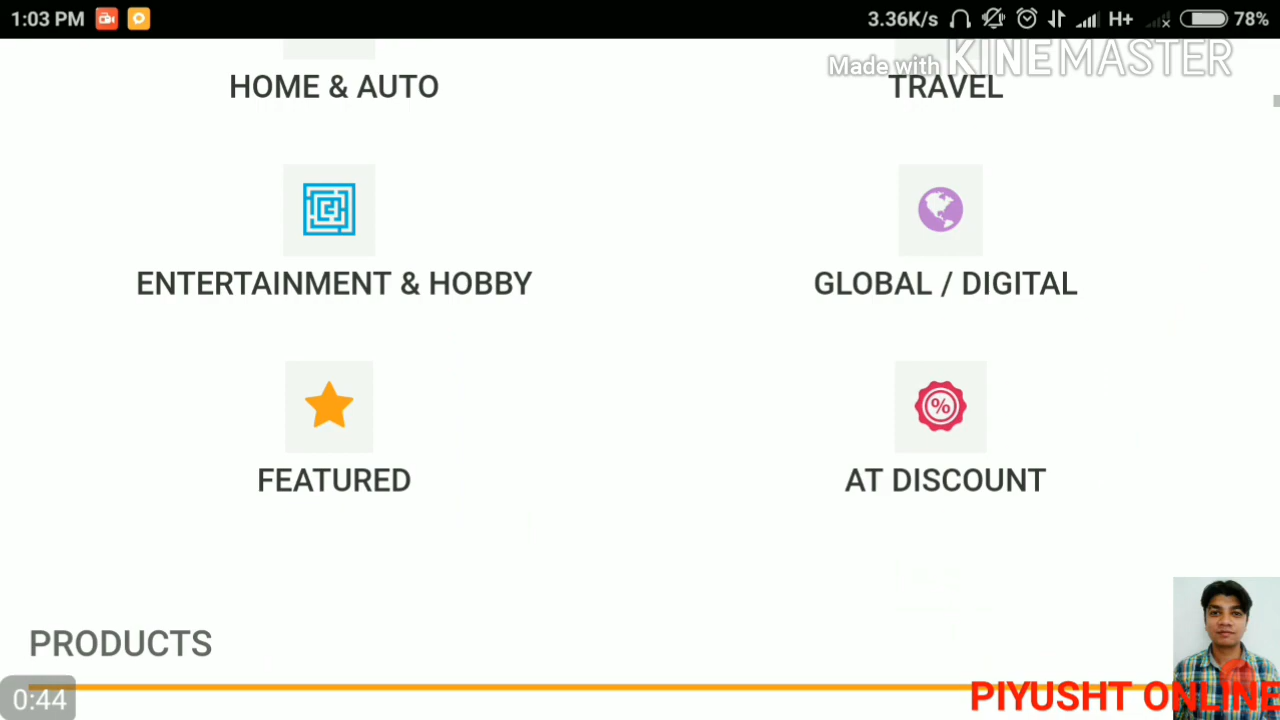 1:03 PM 3.36K/s H+ 78%
Made with KINEMASTER
HOME & AUTO TRAVEL
ENTERTAINMENT & HOBBY GLOBAL / DIGITAL
%
FEATURED AT DISCOUNT
PRODUCTS
0:44 PIYUSHT ONLINE